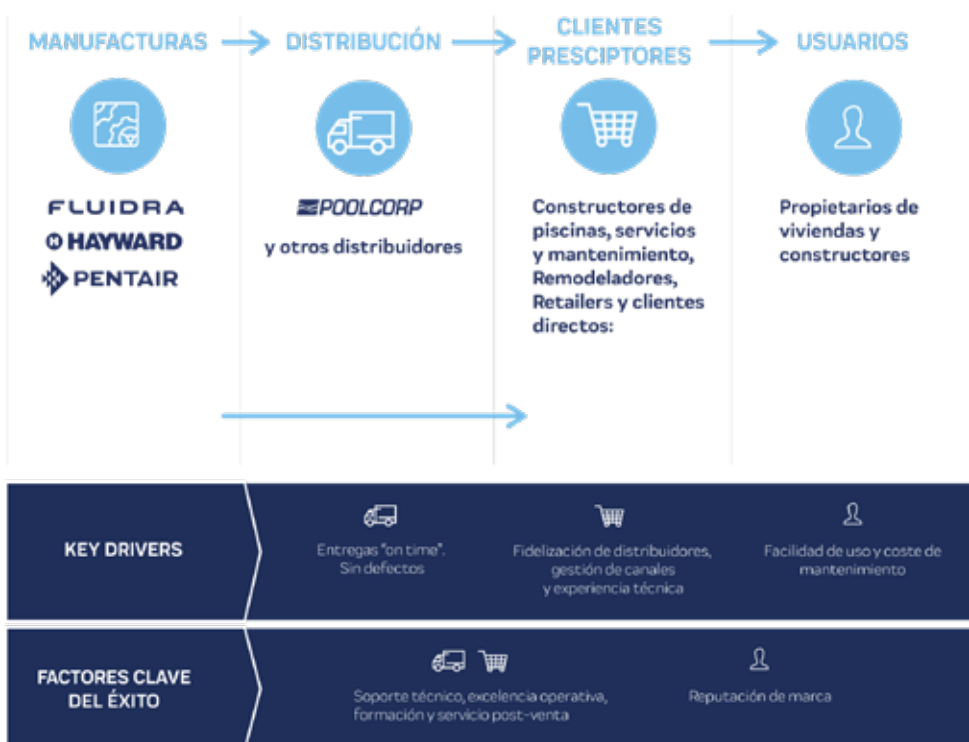 MANUFACTURAS
DISTRIBUCIÓN
CLIENTES
PRESCIPTORES
USUARIOS
FLUIDRA
HAYWARD
PENTAIR
POOLCORP
y otros distribuidores
Constructores de
piscinas, servicios
y mantenimiento,
Remodeladores,
Retailers y clientes
directos:
Propietarios de
viviendas y
constructores
KEY DRIVERS
Entregas "on time".
Sin defectos
Fidelización de distribuidores,
gestión de canales
y experiencia técnica
Facilidad de uso y coste de
mantenimiento
FACTORES CLAVE
DEL ÉXITO
Soporte técnico, excelencia operativa,
formación y servicio post-venta
Reputación de marca